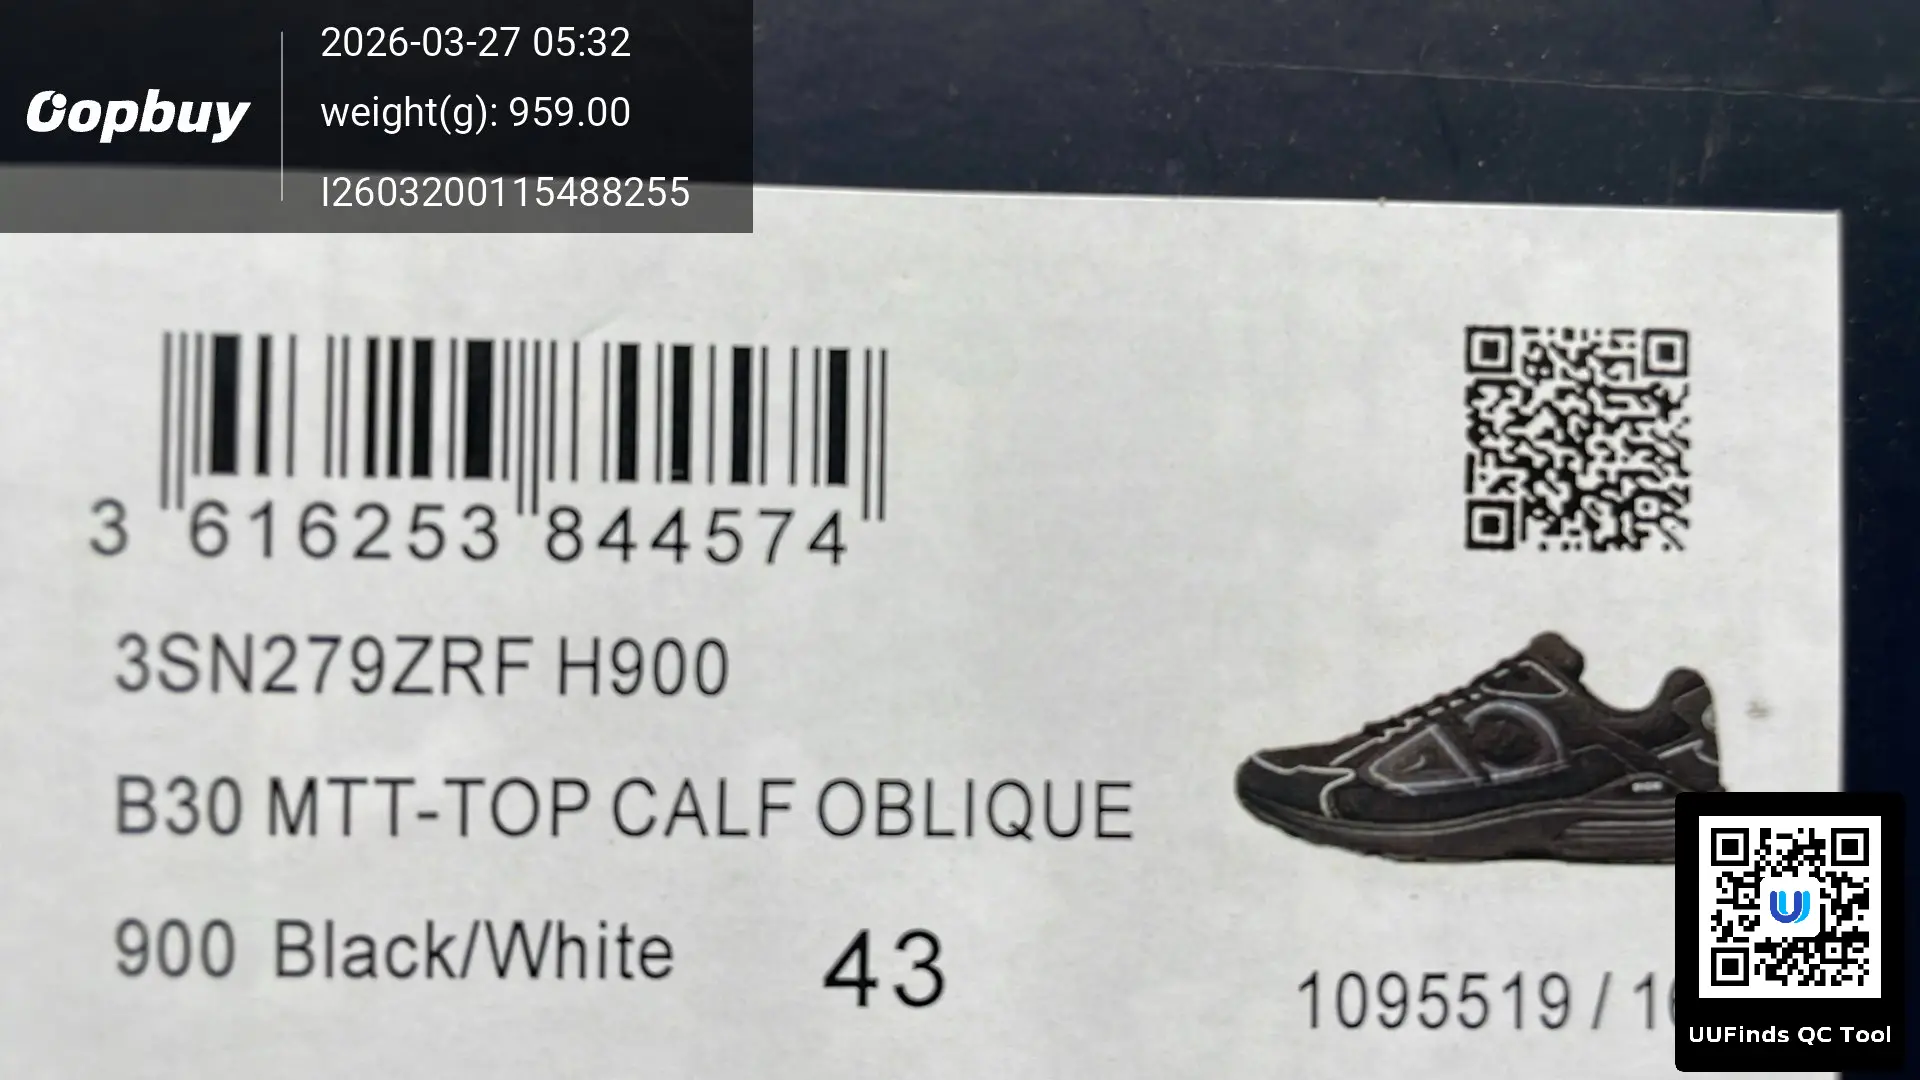 Oopbuy
2026-03-27 05:32
weight(g): 959.00
I2603200115488255
3 616253 844574
3SN279ZRF H900
B30 MTT-TOP CALF OBLIQUE
900 Black/White 43
1095519 / 16
UUFinds QC Tool